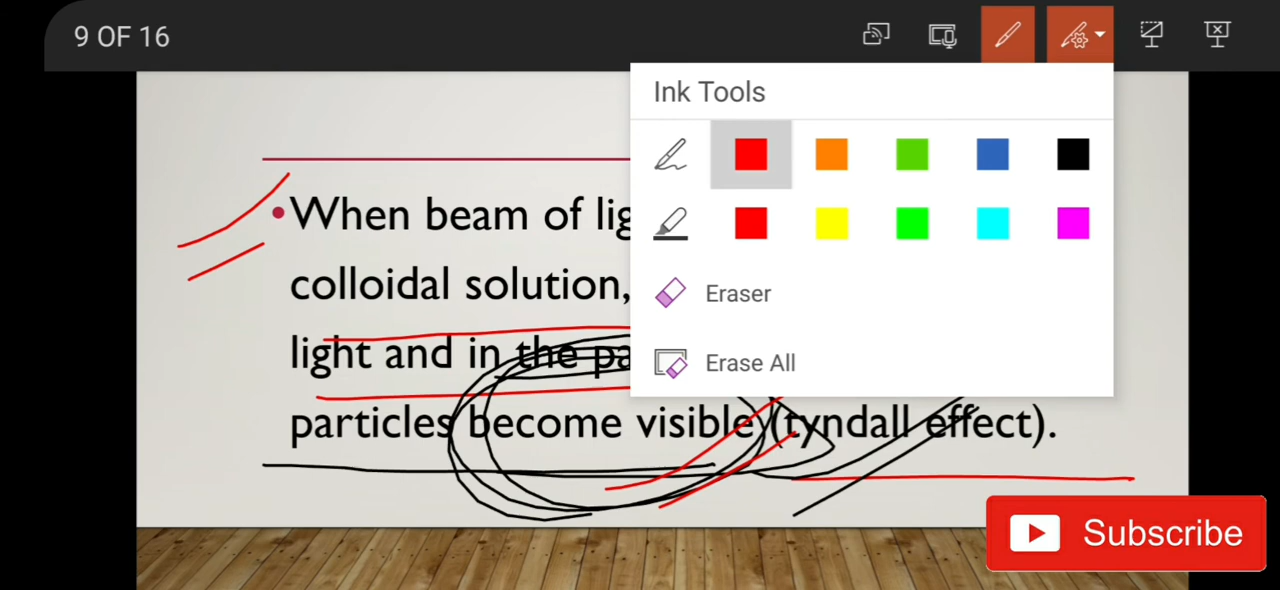 9 OF 16
Ink Tools
•When beam of lig
colloidal solution,
light and in the pa
Eraser
Erase All
particles become visible (tyndall effect).
Subscribe